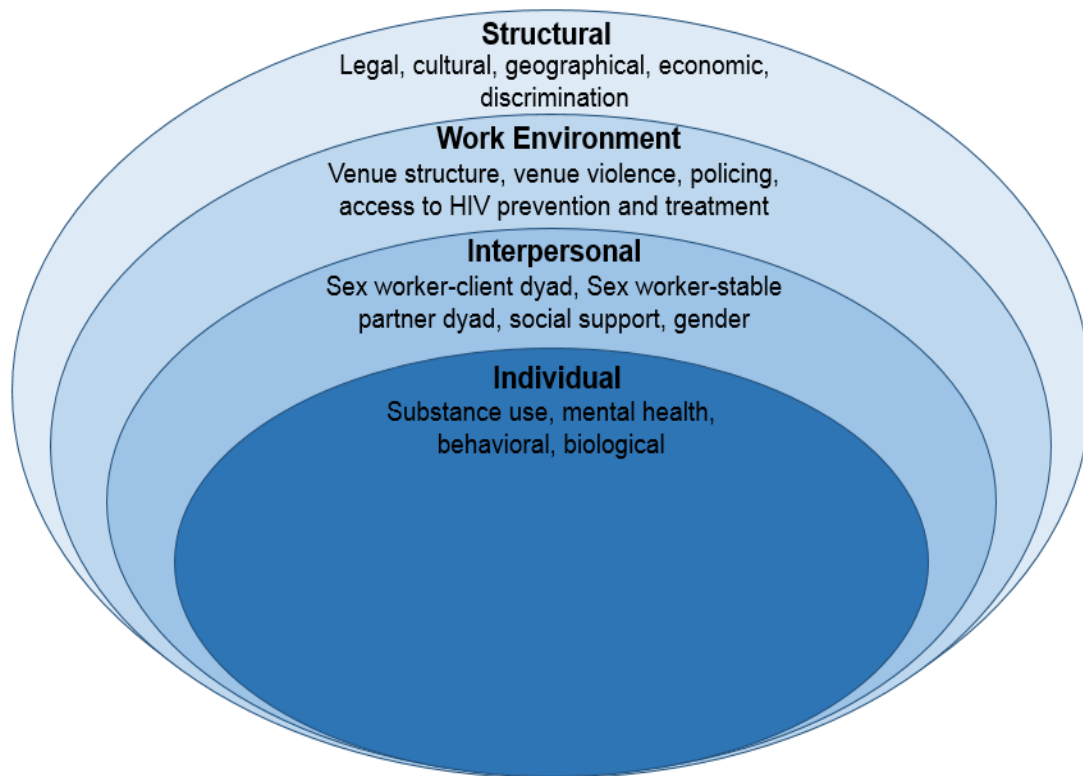 Structural
Legal, cultural, geographical, economic,
discrimination
Work Environment
Venue structure, venue violence, policing,
access to HIV prevention and treatment
Interpersonal
Sex worker-client dyad, Sex worker-stable
partner dyad, social support, gender
Individual
Substance use, mental health,
behavioral, biological